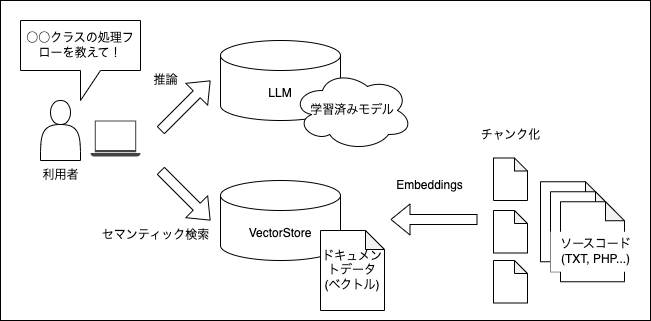 〇〇クラスの処理フ
ローを教えて！
推論
LLM
学習済みモデル
利用者
チャンク化
Embeddings
セマンティック検索
VectorStore
ドキュメン
トデータ
(ベクトル)
ソースコード
(TXT, PHP...)